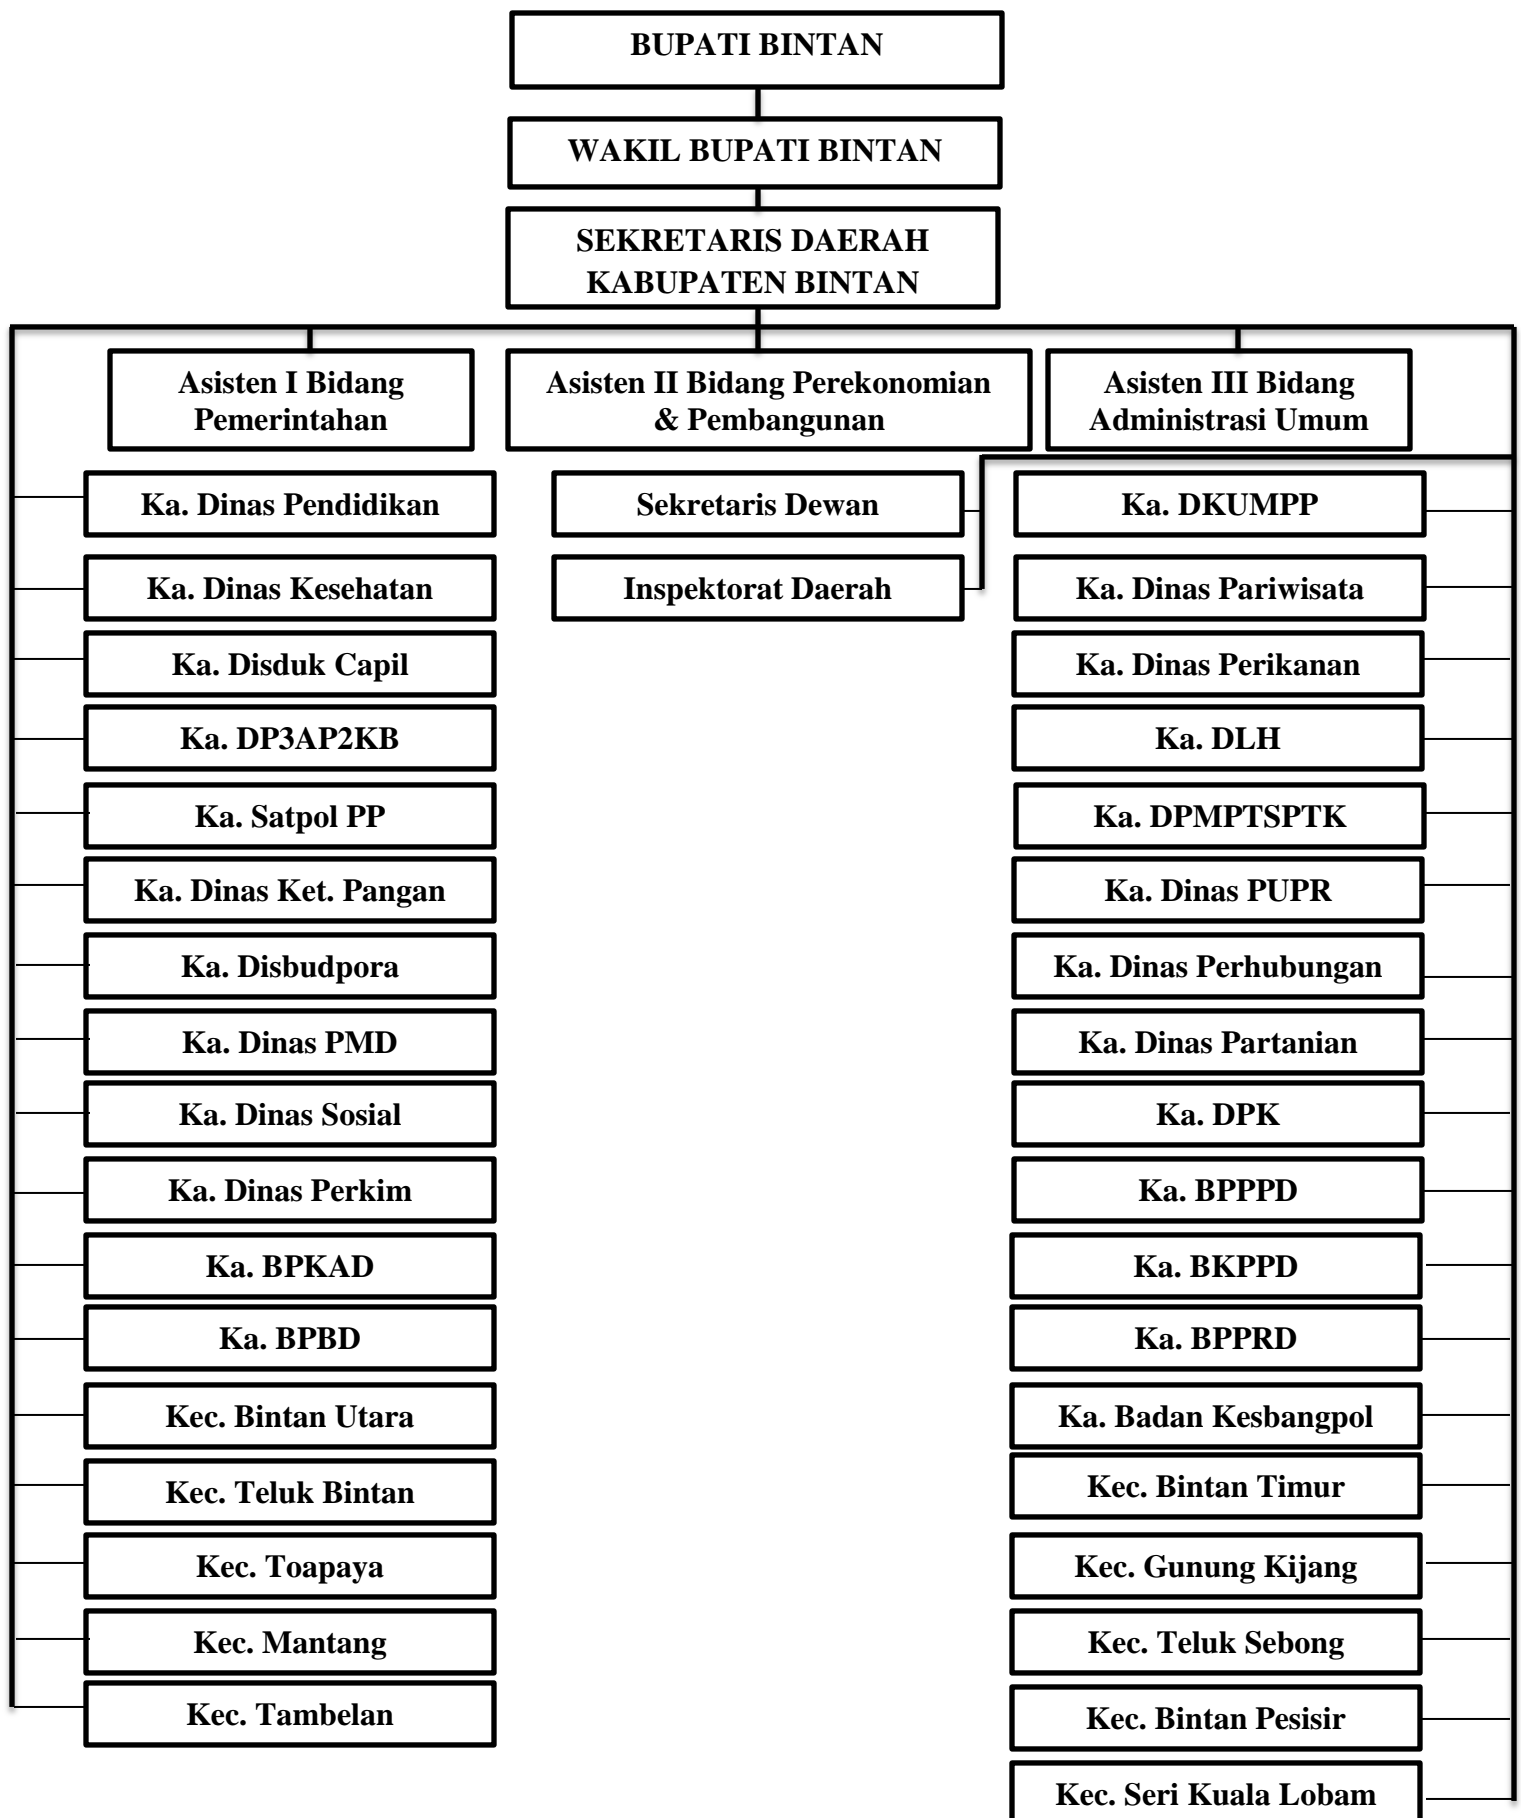 BUPATI BINTAN
WAKIL BUPATI BINTAN
SEKRETARIS DAERAH
KABUPATEN BINTAN
Asisten I Bidang
Pemerintahan
Asisten II Bidang Perekonomian
& Pembangunan
Asisten III Bidang
Administrasi Umum
Ka. Dinas Pendidikan
Ka. Dinas Kesehatan
Ka. Disduk Capil
Ka. DP3AP2KB
Ka. Satpol PP
Ka. Dinas Ket. Pangan
Ka. Disbudpora
Ka. Dinas PMD
Ka. Dinas Sosial
Ka. Dinas Perkim
Ka. BPKAD
Ka. BPBD
Kec. Bintan Utara
Kec. Teluk Bintan
Kec. Toapaya
Kec. Mantang
Kec. Tambelan
Sekretaris Dewan
Inspektorat Daerah
Ka. DKUMPP
Ka. Dinas Pariwisata
Ka. Dinas Perikanan
Ka. DLH
Ka. DPMPTSPTK
Ka. Dinas PUPR
Ka. Dinas Perhubungan
Ka. Dinas Partanian
Ka. DPK
Ka. BPPPD
Ka. BKPPD
Ka. BPPRD
Ka. Badan Kesbangpol
Kec. Bintan Timur
Kec. Gunung Kijang
Kec. Teluk Sebong
Kec. Bintan Pesisir
Kec. Seri Kuala Lobam